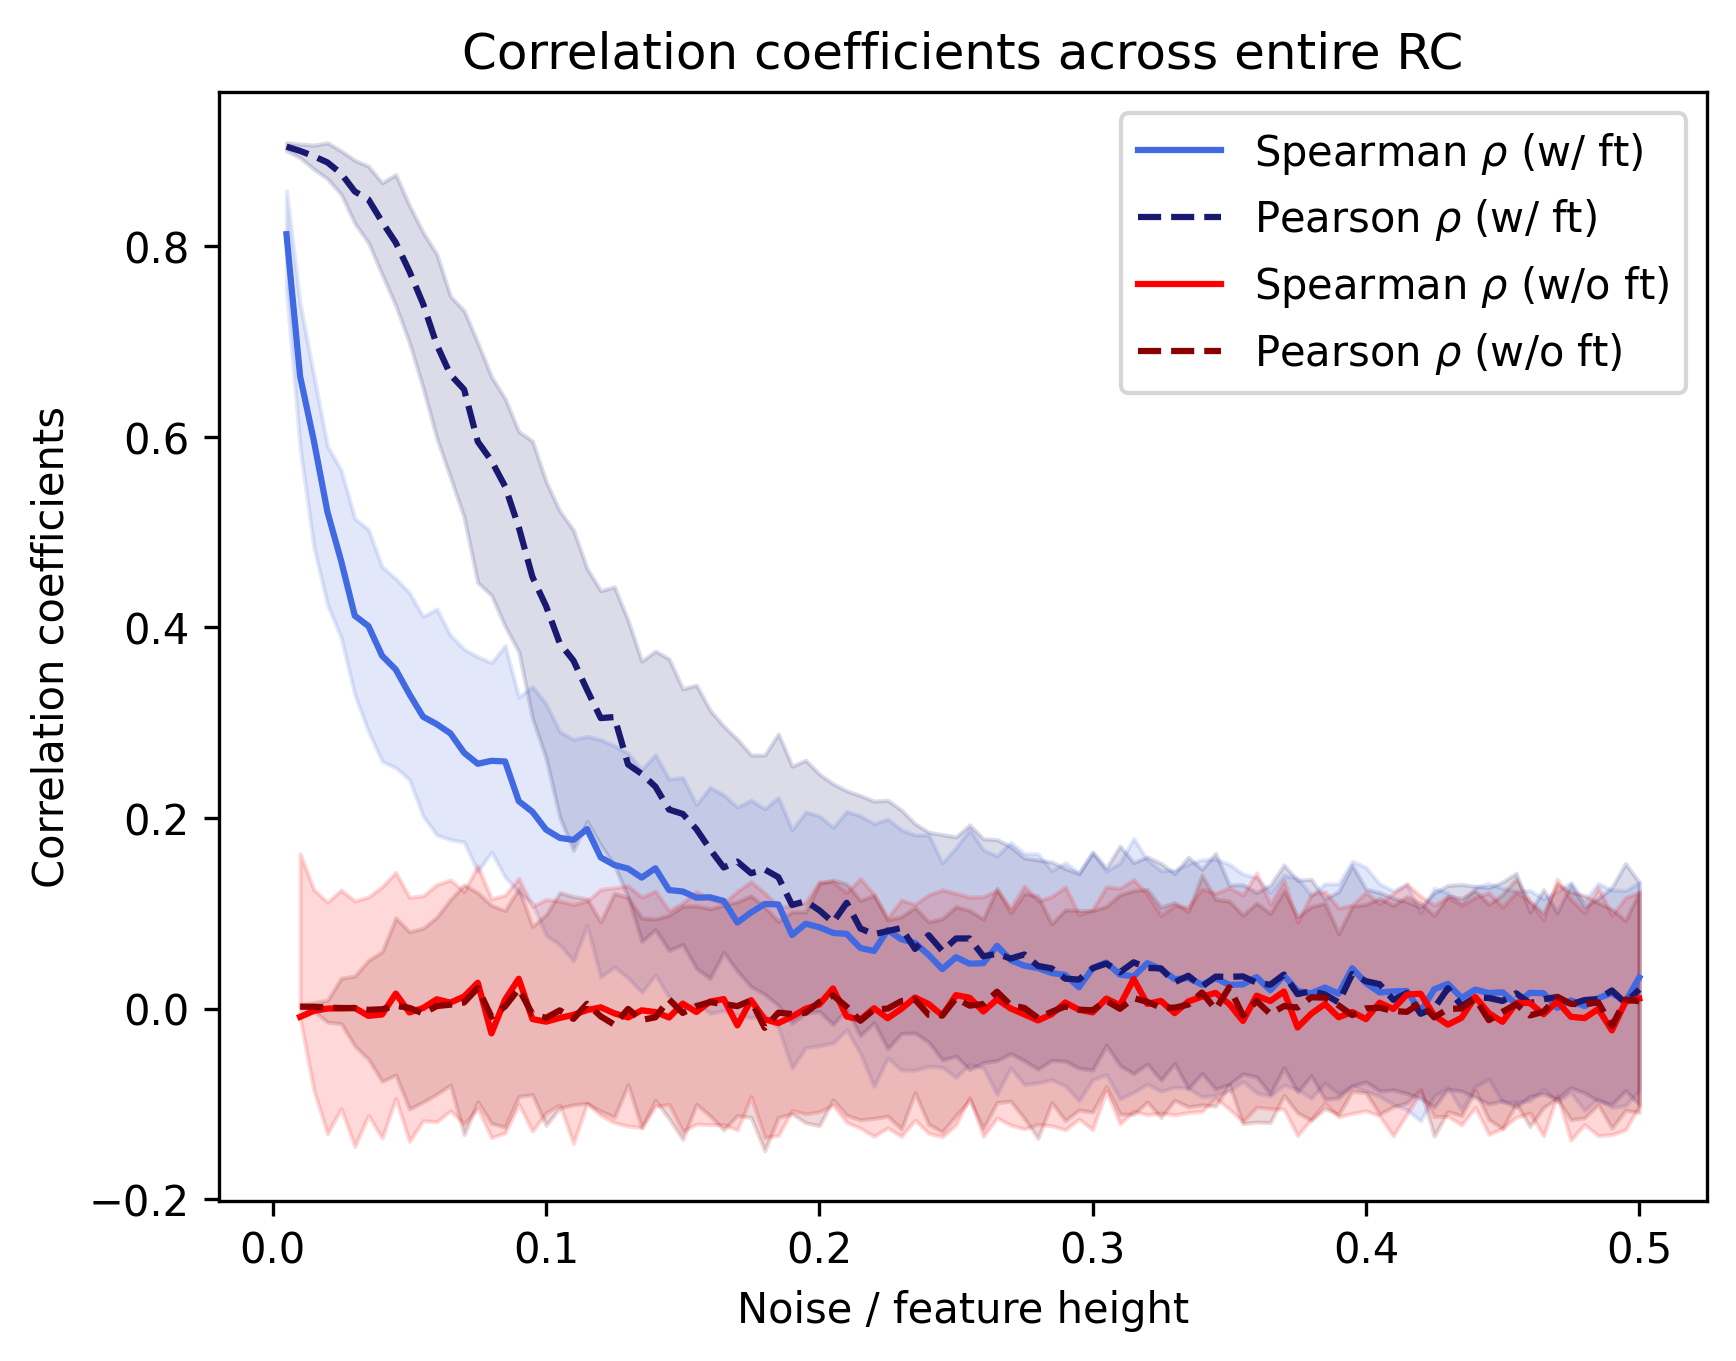 Correlation coefficients across entire RC
Spearman ρ (w/ ft)
Pearson ρ (w/ ft)
Spearman ρ (w/o ft)
Pearson ρ (w/o ft)
Correlation coefficients
0.8
0.6
0.4
0.2
0.0
−0.2
0.0 0.1 0.2 0.3 0.4 0.5
Noise / feature height